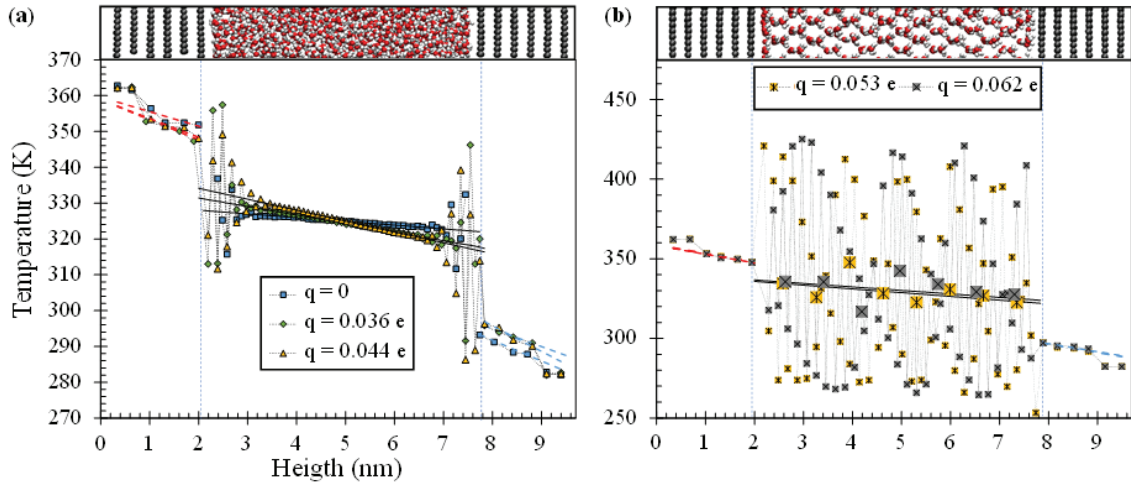 (a)
370
360
350
340
330
320
310
300
290
280
270
Temperature (K)
q = 0
q = 0.036 e
q = 0.044 e
0 1 2 3 4 5 6 7 8 9
Heigth (nm)
(b)
450
400
350
300
250
q = 0.053 e q = 0.062 e
0 1 2 3 4 5 6 7 8 9
Heigth (nm)